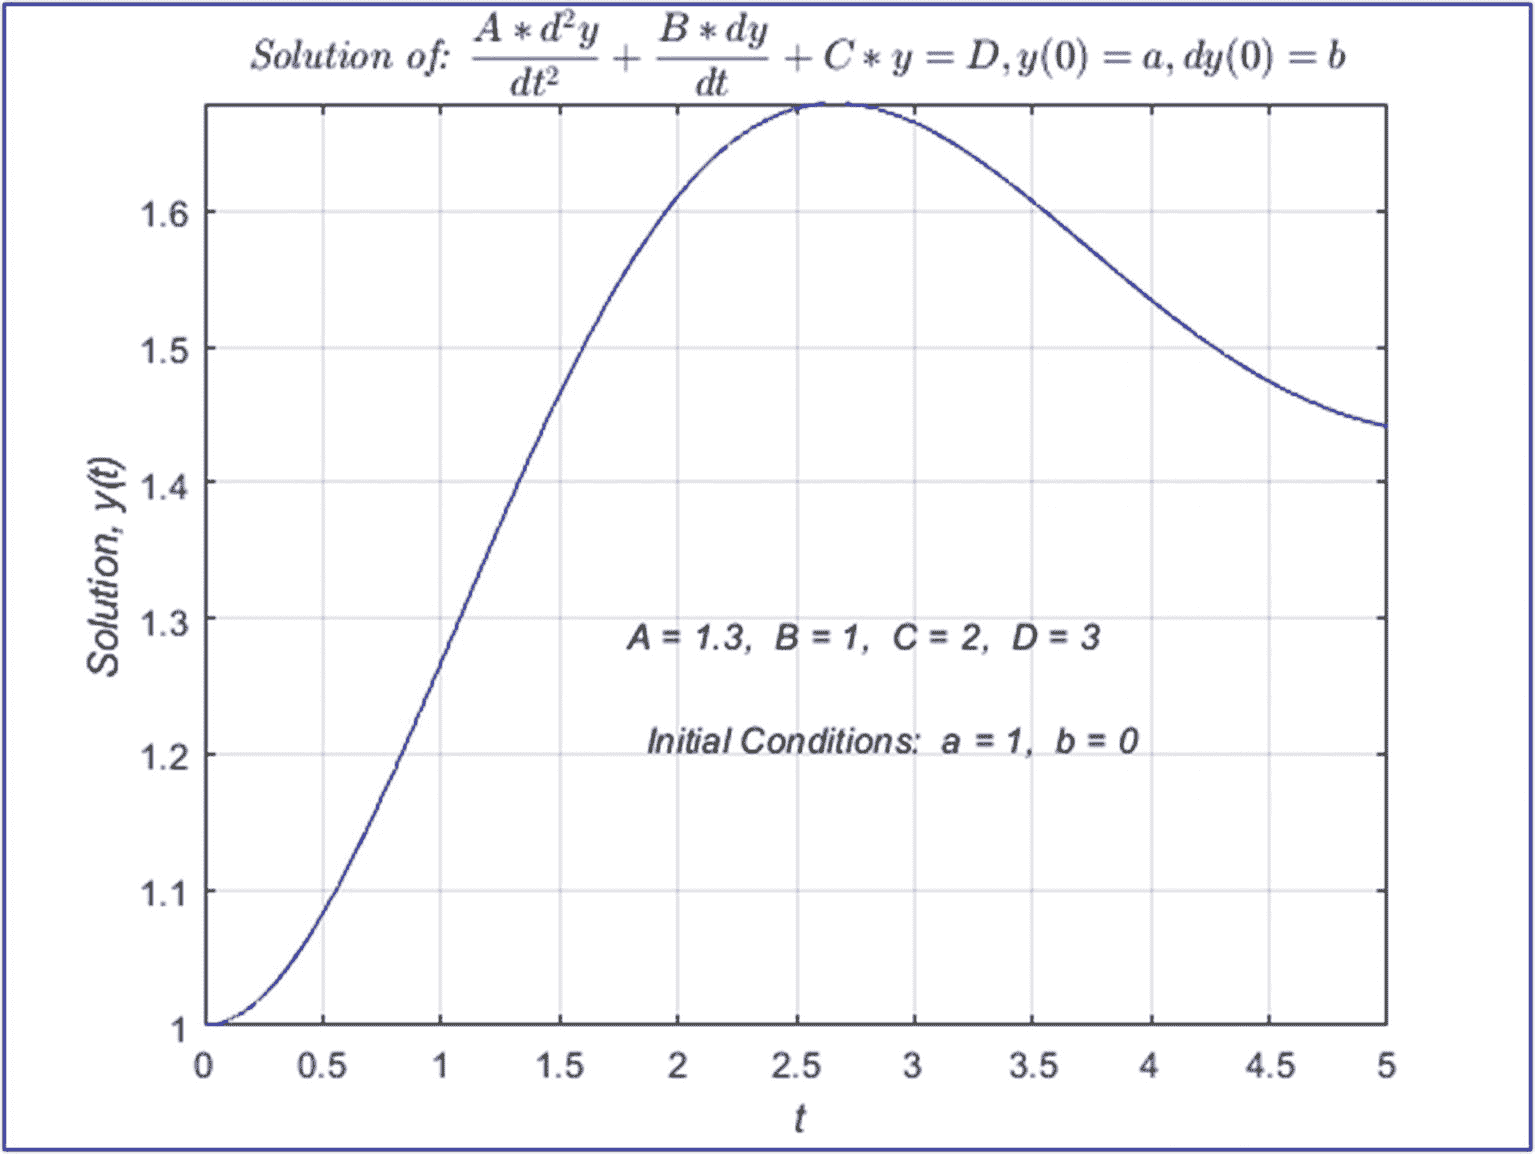 Solution of: A * d²y/dt² + B * dy/dt + C * y = D, y(0) = a, dy(0) = b
1.6
1.5
1.4
1.3
1.2
1.1
1
Solution, y(t)
A = 1.3, B = 1, C = 2, D = 3
Initial Conditions: a = 1, b = 0
0 0.5 1 1.5 2 2.5 3 3.5 4 4.5 5
t